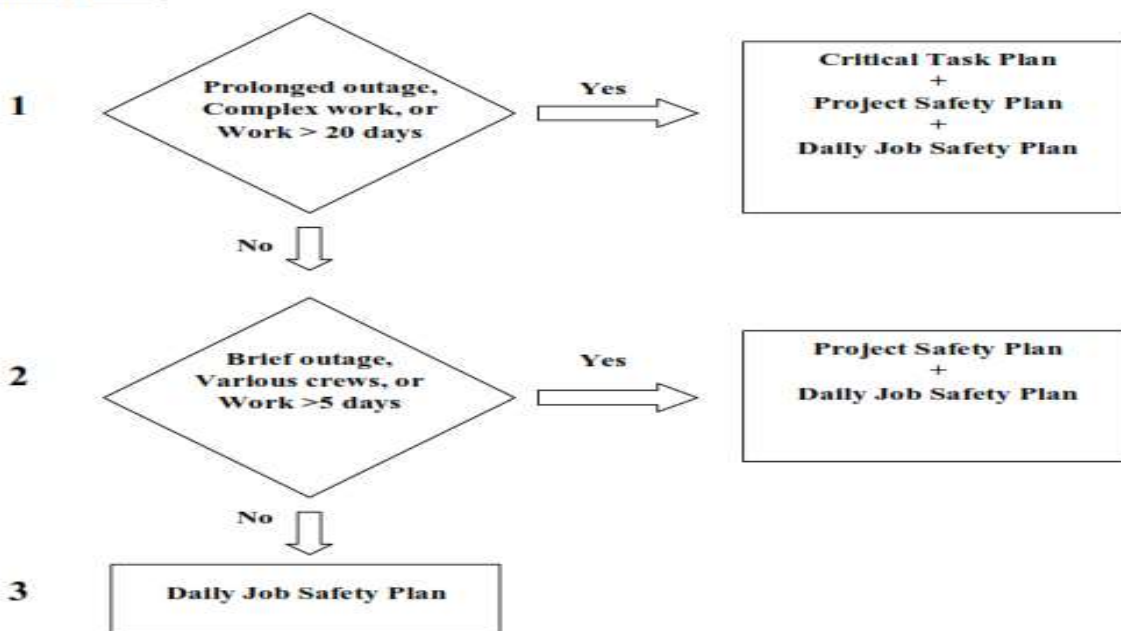 1
Prolonged outage,
Complex work, or
Work > 20 days
Yes
Critical Task Plan
+
Project Safety Plan
+
Daily Job Safety Plan
No
2
Brief outage,
Various crews, or
Work >5 days
Yes
Project Safety Plan
+
Daily Job Safety Plan
No
3
Daily Job Safety Plan